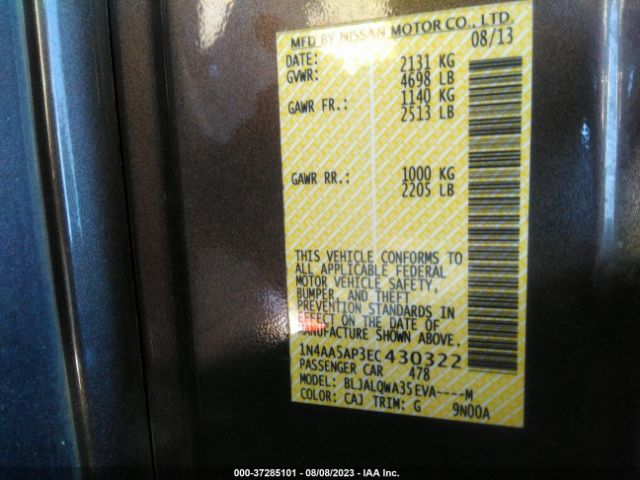 MFD BY NISSAN MOTOR CO., LTD.
DATE: 08/13
GVWR: 2131 KG
4698 LB
GAWR FR.: 1140 KG
2513 LB
GAWR RR.: 1000 KG
2205 LB
THIS VEHICLE CONFORMS TO
ALL APPLICABLE FEDERAL
MOTOR VEHICLE SAFETY,
BUMPER, AND THEFT
PREVENTION STANDARDS IN
EFFECT ON THE DATE OF
MANUFACTURE SHOWN ABOVE.
1N4AA5AP3EC430322
PASSENGER CAR 478
MODEL: BLJALQWA35EVA----M
COLOR: CAJ TRIM: G 9N00A
000-37285101 - 08/08/2023 - IAA Inc.